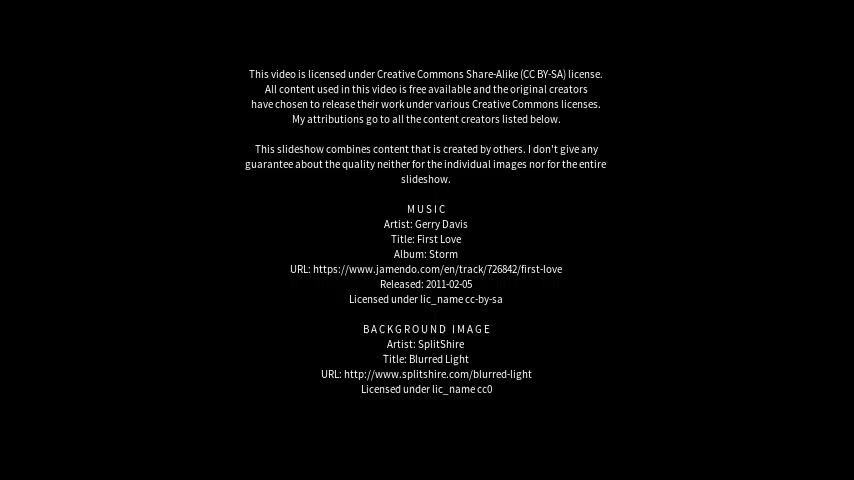 This video is licensed under Creative Commons Share-Alike (CC BY-SA) license.
All content used in this video is free available and the original creators
have chosen to release their work under various Creative Commons licenses.
My attributions go to all the content creators listed below.
This slideshow combines content that is created by others. I don't give any
guarantee about the quality neither for the individual images nor for the entire
slideshow.
MUSIC
Artist: Gerry Davis
Title: First Love
Album: Storm
URL: https://www.jamendo.com/en/track/726842/first-love
Released: 2011-02-05
Licensed under lic_name cc-by-sa
BACKGROUND IMAGE
Artist: SplitShire
Title: Blurred Light
URL: http://www.splitshire.com/blurred-light
Licensed under lic_name cc0